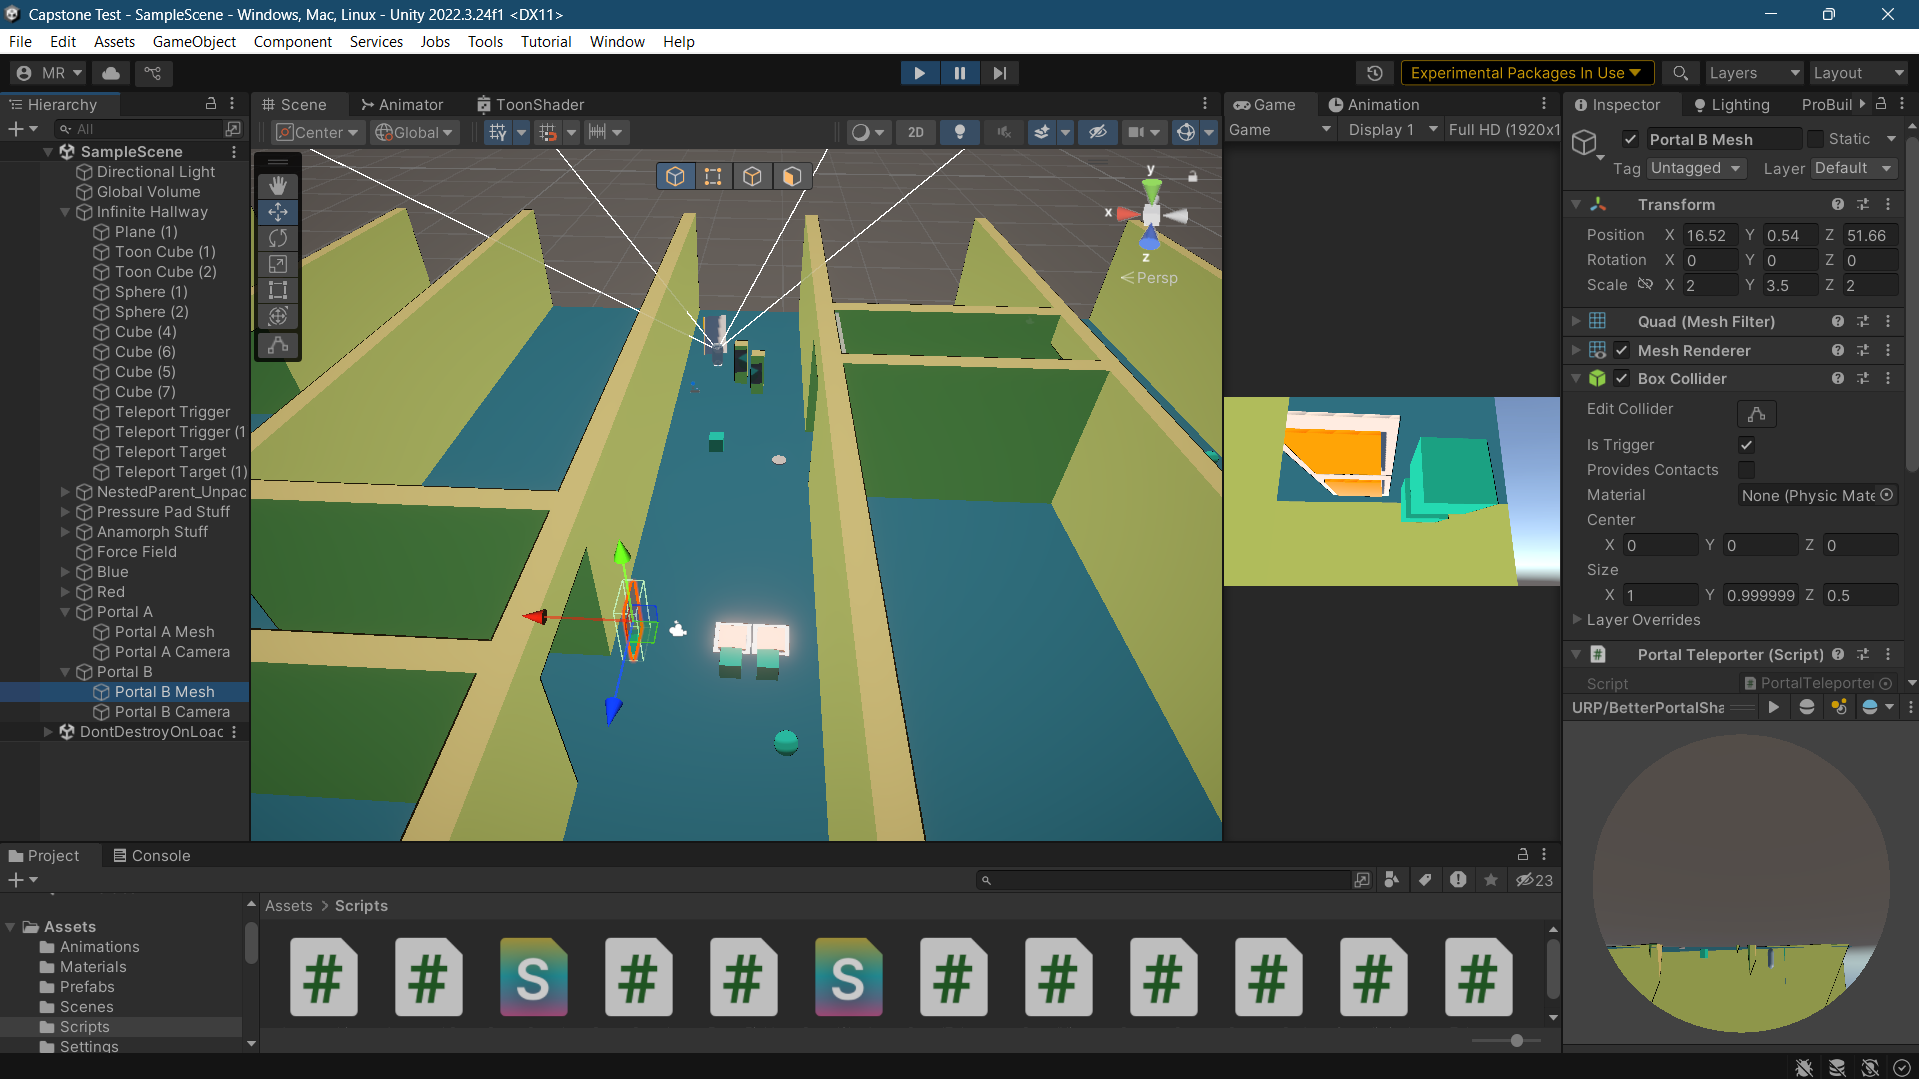 Capstone Test - SampleScene - Windows, Mac, Linux - Unity 2022.3.24f1 <DX11>
File Edit Assets GameObject Component Services Jobs Tools Tutorial Window Help
MR Experimental Packages In Use Layers Layout
Hierarchy
All
SampleScene
Directional Light
Global Volume
Infinite Hallway
Plane (1)
Toon Cube (1)
Toon Cube (2)
Sphere (1)
Sphere (2)
Cube (4)
Cube (6)
Cube (5)
Cube (7)
Teleport Trigger
Teleport Trigger (1
Teleport Target
Teleport Target (1)
NestedParent_Unpac
Pressure Pad Stuff
Anamorph Stuff
Force Field
Blue
Red
Portal A
Portal A Mesh
Portal A Camera
Portal B
Portal B Mesh
Portal B Camera
DontDestroyOnLoac
Scene Animator ToonShader
Center Global 2D
y
x
z
Persp
Game Animation
Game Display 1 Full HD (1920x1
Inspector Lighting ProBuil
Portal B Mesh Static
Tag Untagged Layer Default
Transform
Position X 16.52 Y 0.54 Z 51.66
Rotation X 0 Y 0 Z 0
Scale X 2 Y 3.5 Z 2
Quad (Mesh Filter)
Mesh Renderer
Box Collider
Edit Collider
Is Trigger
Provides Contacts
Material None (Physic Mate
Center
X 0 Y 0 Z 0
Size
X 1 Y 0.999999 Z 0.5
Layer Overrides
Portal Teleporter (Script)
Script PortalTeleporter
URP/BetterPortalSha
Project Console
23
Assets
Animations
Materials
Prefabs
Scenes
Scripts
Settings
Assets > Scripts
# # S # # S # # # # # #